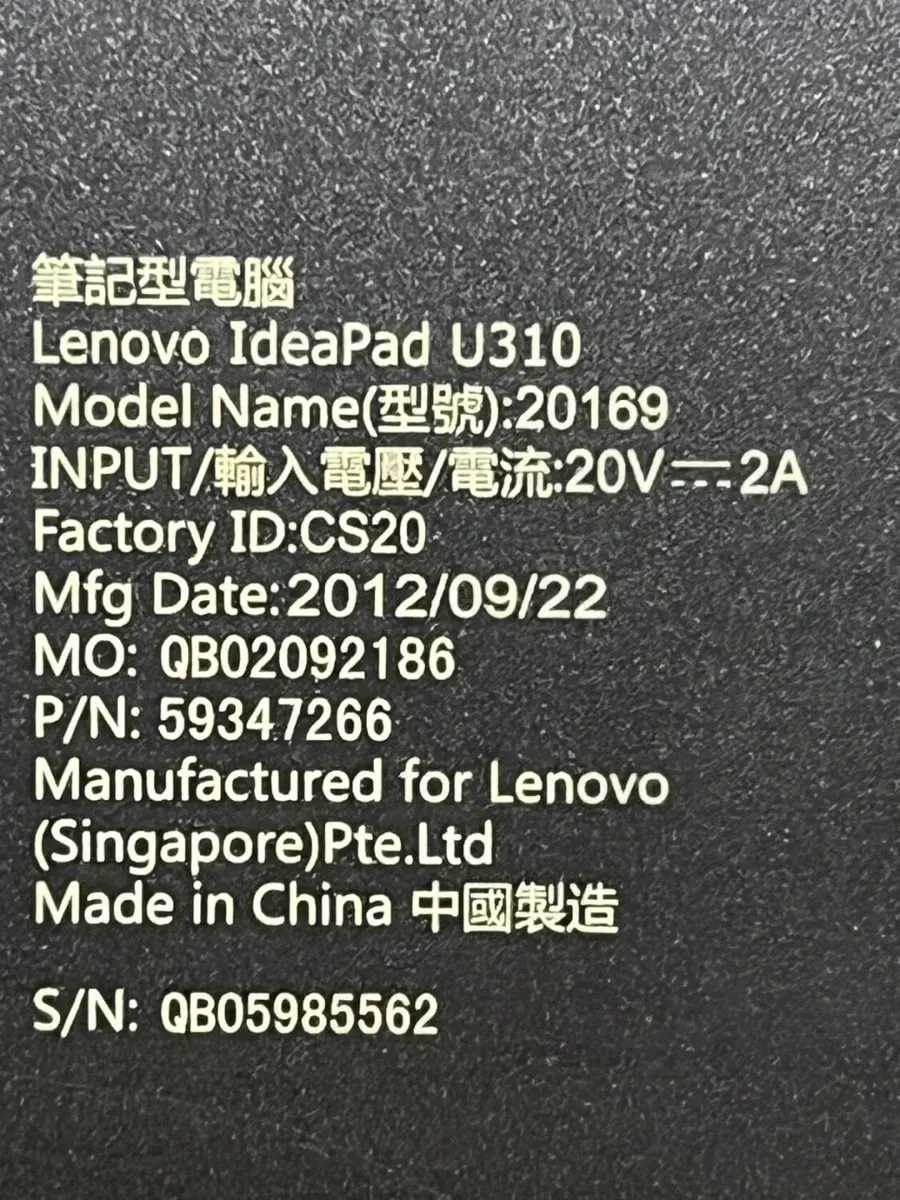 筆記型電腦
Lenovo IdeaPad U310
Model Name(型號):20169
INPUT/輸入電壓/電流:20V⎓2A
Factory ID:CS20
Mfg Date:2012/09/22
MO: QB02092186
P/N: 59347266
Manufactured for Lenovo
(Singapore)Pte.Ltd
Made in China 中國製造
S/N: QB05985562